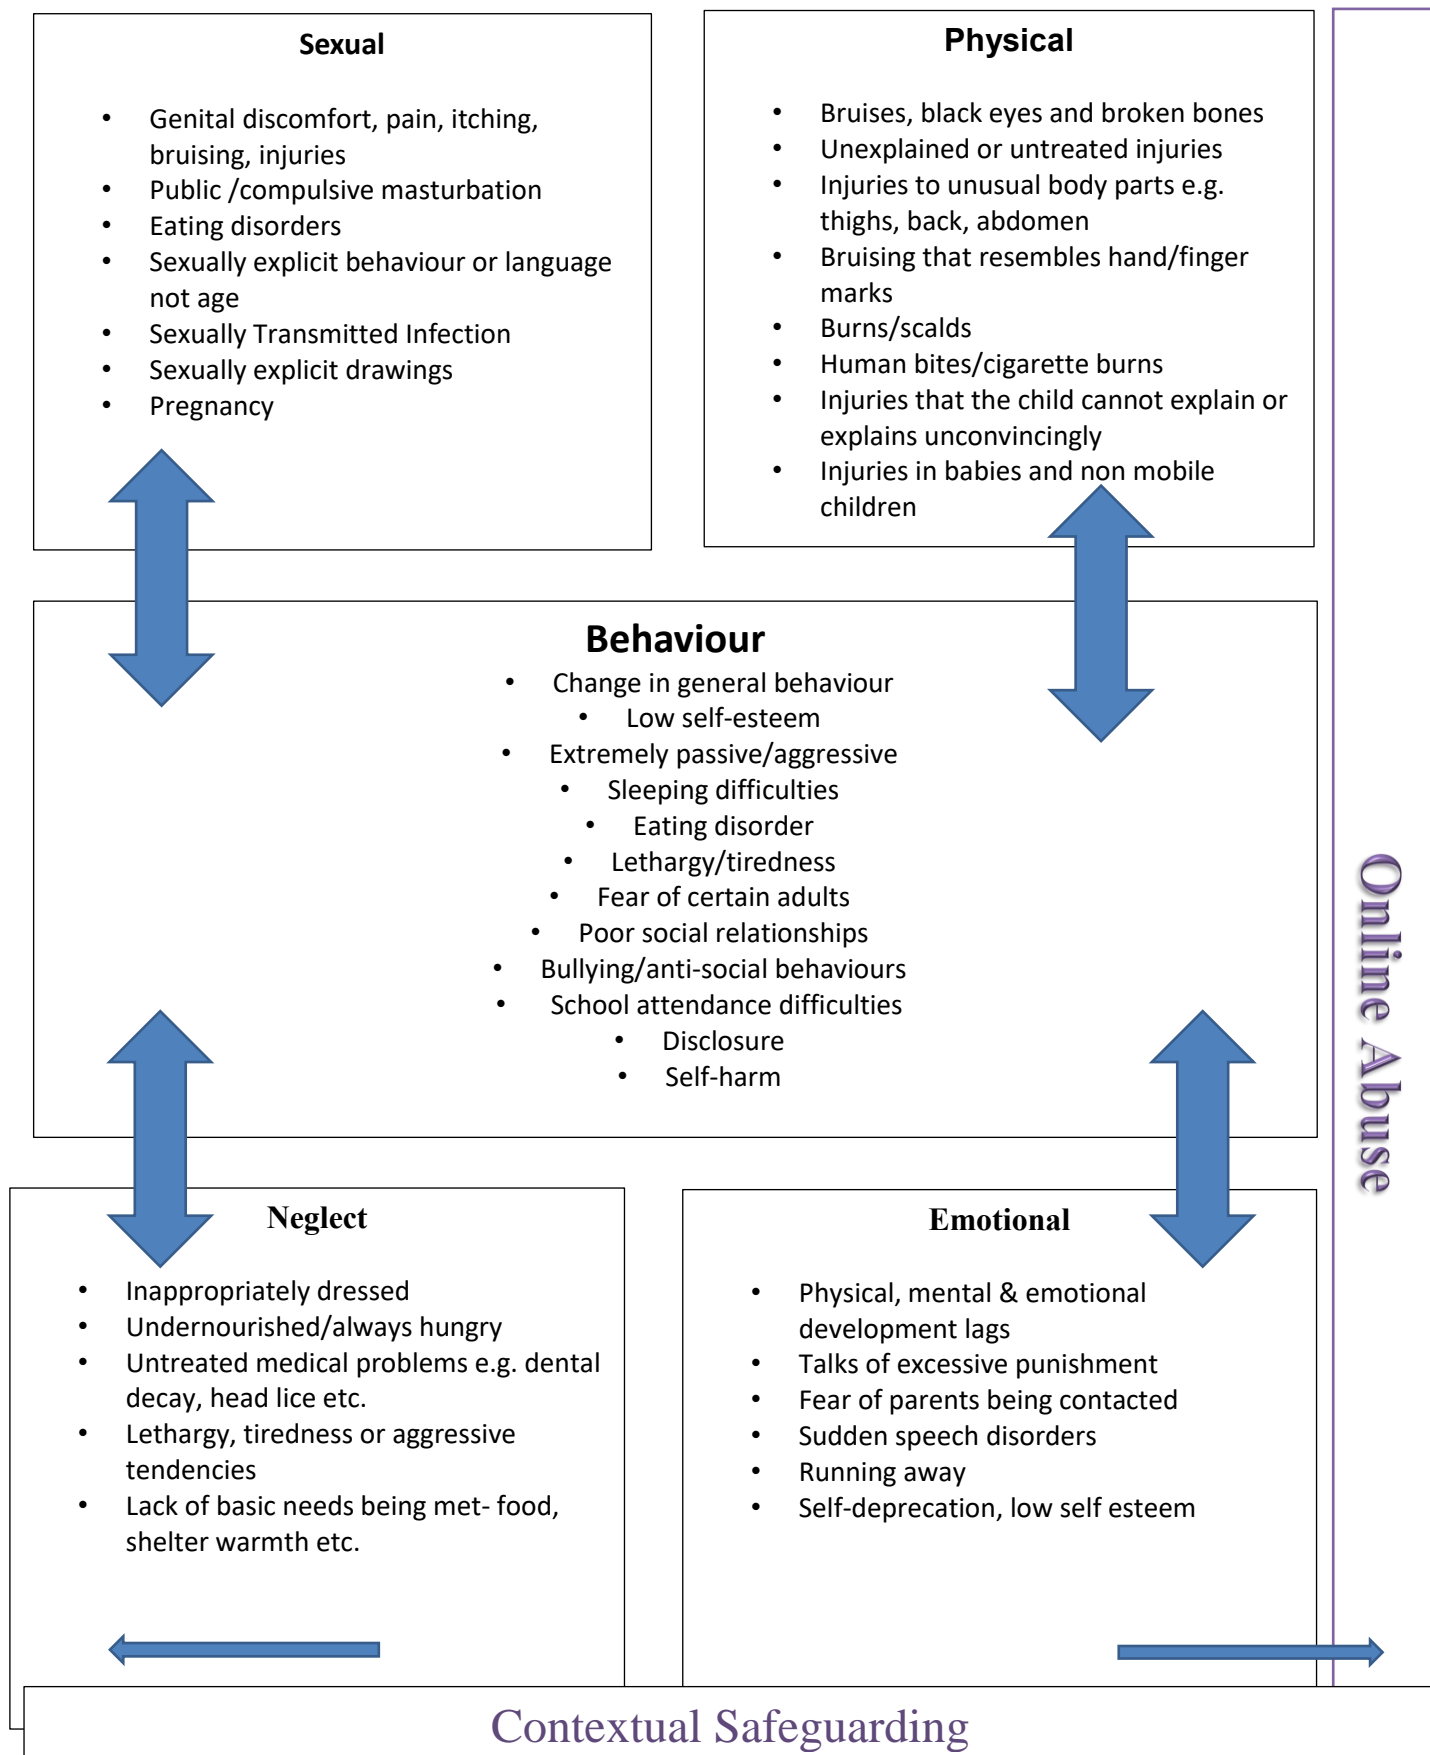 Sexual
• Genital discomfort, pain, itching,
bruising, injuries
• Public /compulsive masturbation
• Eating disorders
• Sexually explicit behaviour or language
not age
• Sexually Transmitted Infection
• Sexually explicit drawings
• Pregnancy
Physical
• Bruises, black eyes and broken bones
• Unexplained or untreated injuries
• Injuries to unusual body parts e.g.
thighs, back, abdomen
• Bruising that resembles hand/finger
marks
• Burns/scalds
• Human bites/cigarette burns
• Injuries that the child cannot explain or
explains unconvincingly
• Injuries in babies and non mobile
children
Behaviour
• Change in general behaviour
• Low self-esteem
• Extremely passive/aggressive
• Sleeping difficulties
• Eating disorder
• Lethargy/tiredness
• Fear of certain adults
• Poor social relationships
• Bullying/anti-social behaviours
• School attendance difficulties
• Disclosure
• Self-harm
Neglect
• Inappropriately dressed
• Undernourished/always hungry
• Untreated medical problems e.g. dental
decay, head lice etc.
• Lethargy, tiredness or aggressive
tendencies
• Lack of basic needs being met- food,
shelter warmth etc.
Emotional
• Physical, mental & emotional
development lags
• Talks of excessive punishment
• Fear of parents being contacted
• Sudden speech disorders
• Running away
• Self-deprecation, low self esteem
Online Abuse
Contextual Safeguarding